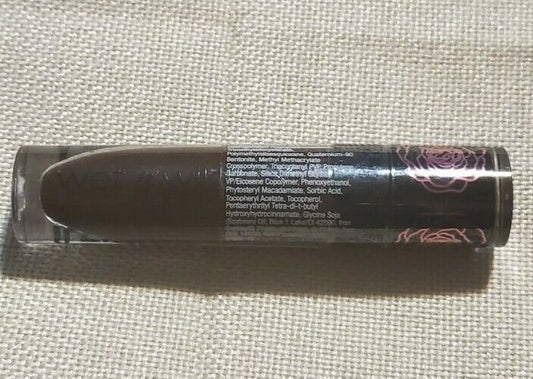 Polymethylsilsesquioxane, Quaternium-90
Bentonite, Methyl Methacrylate
Crosspolymer, Triacontanyl PVP, Propylene
Carbonate, Silica Dimethyl Silylate,
VP/Eicosene Copolymer, Phenoxyethanol,
Phytosteryl Macadamiate, Sorbic Acid,
Tocopheryl Acetate, Tocopherol,
Pentaerythrityl Tetra-di-t-butyl
Hydroxyhydrocinnamate, Glycine Soja
(Soybean) Oil, Blue 1 Lake/CI 42090, Iron